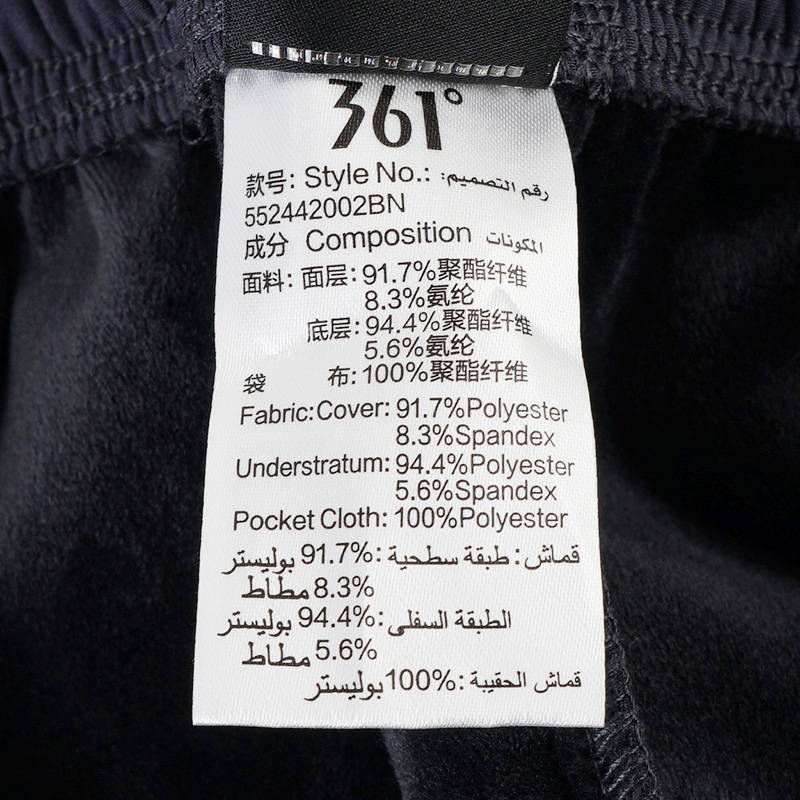 361°
款号: Style No.: رقم التصميم:
552442002BN
成分 Composition المكونات
面料: 面层: 91.7%聚酯纤维
8.3%氨纶
底层: 94.4%聚酯纤维
5.6%氨纶
袋 布: 100%聚酯纤维
Fabric:Cover: 91.7%Polyester
8.3%Spandex
Understratum: 94.4%Polyester
5.6%Spandex
Pocket Cloth: 100%Polyester
قماش: طبقة سطحية: 91.7% بوليستر
8.3% مطاط
الطبقة السفلى: 94.4% بوليستر
5.6% مطاط
قماش الحقيبة: 100% بوليستر